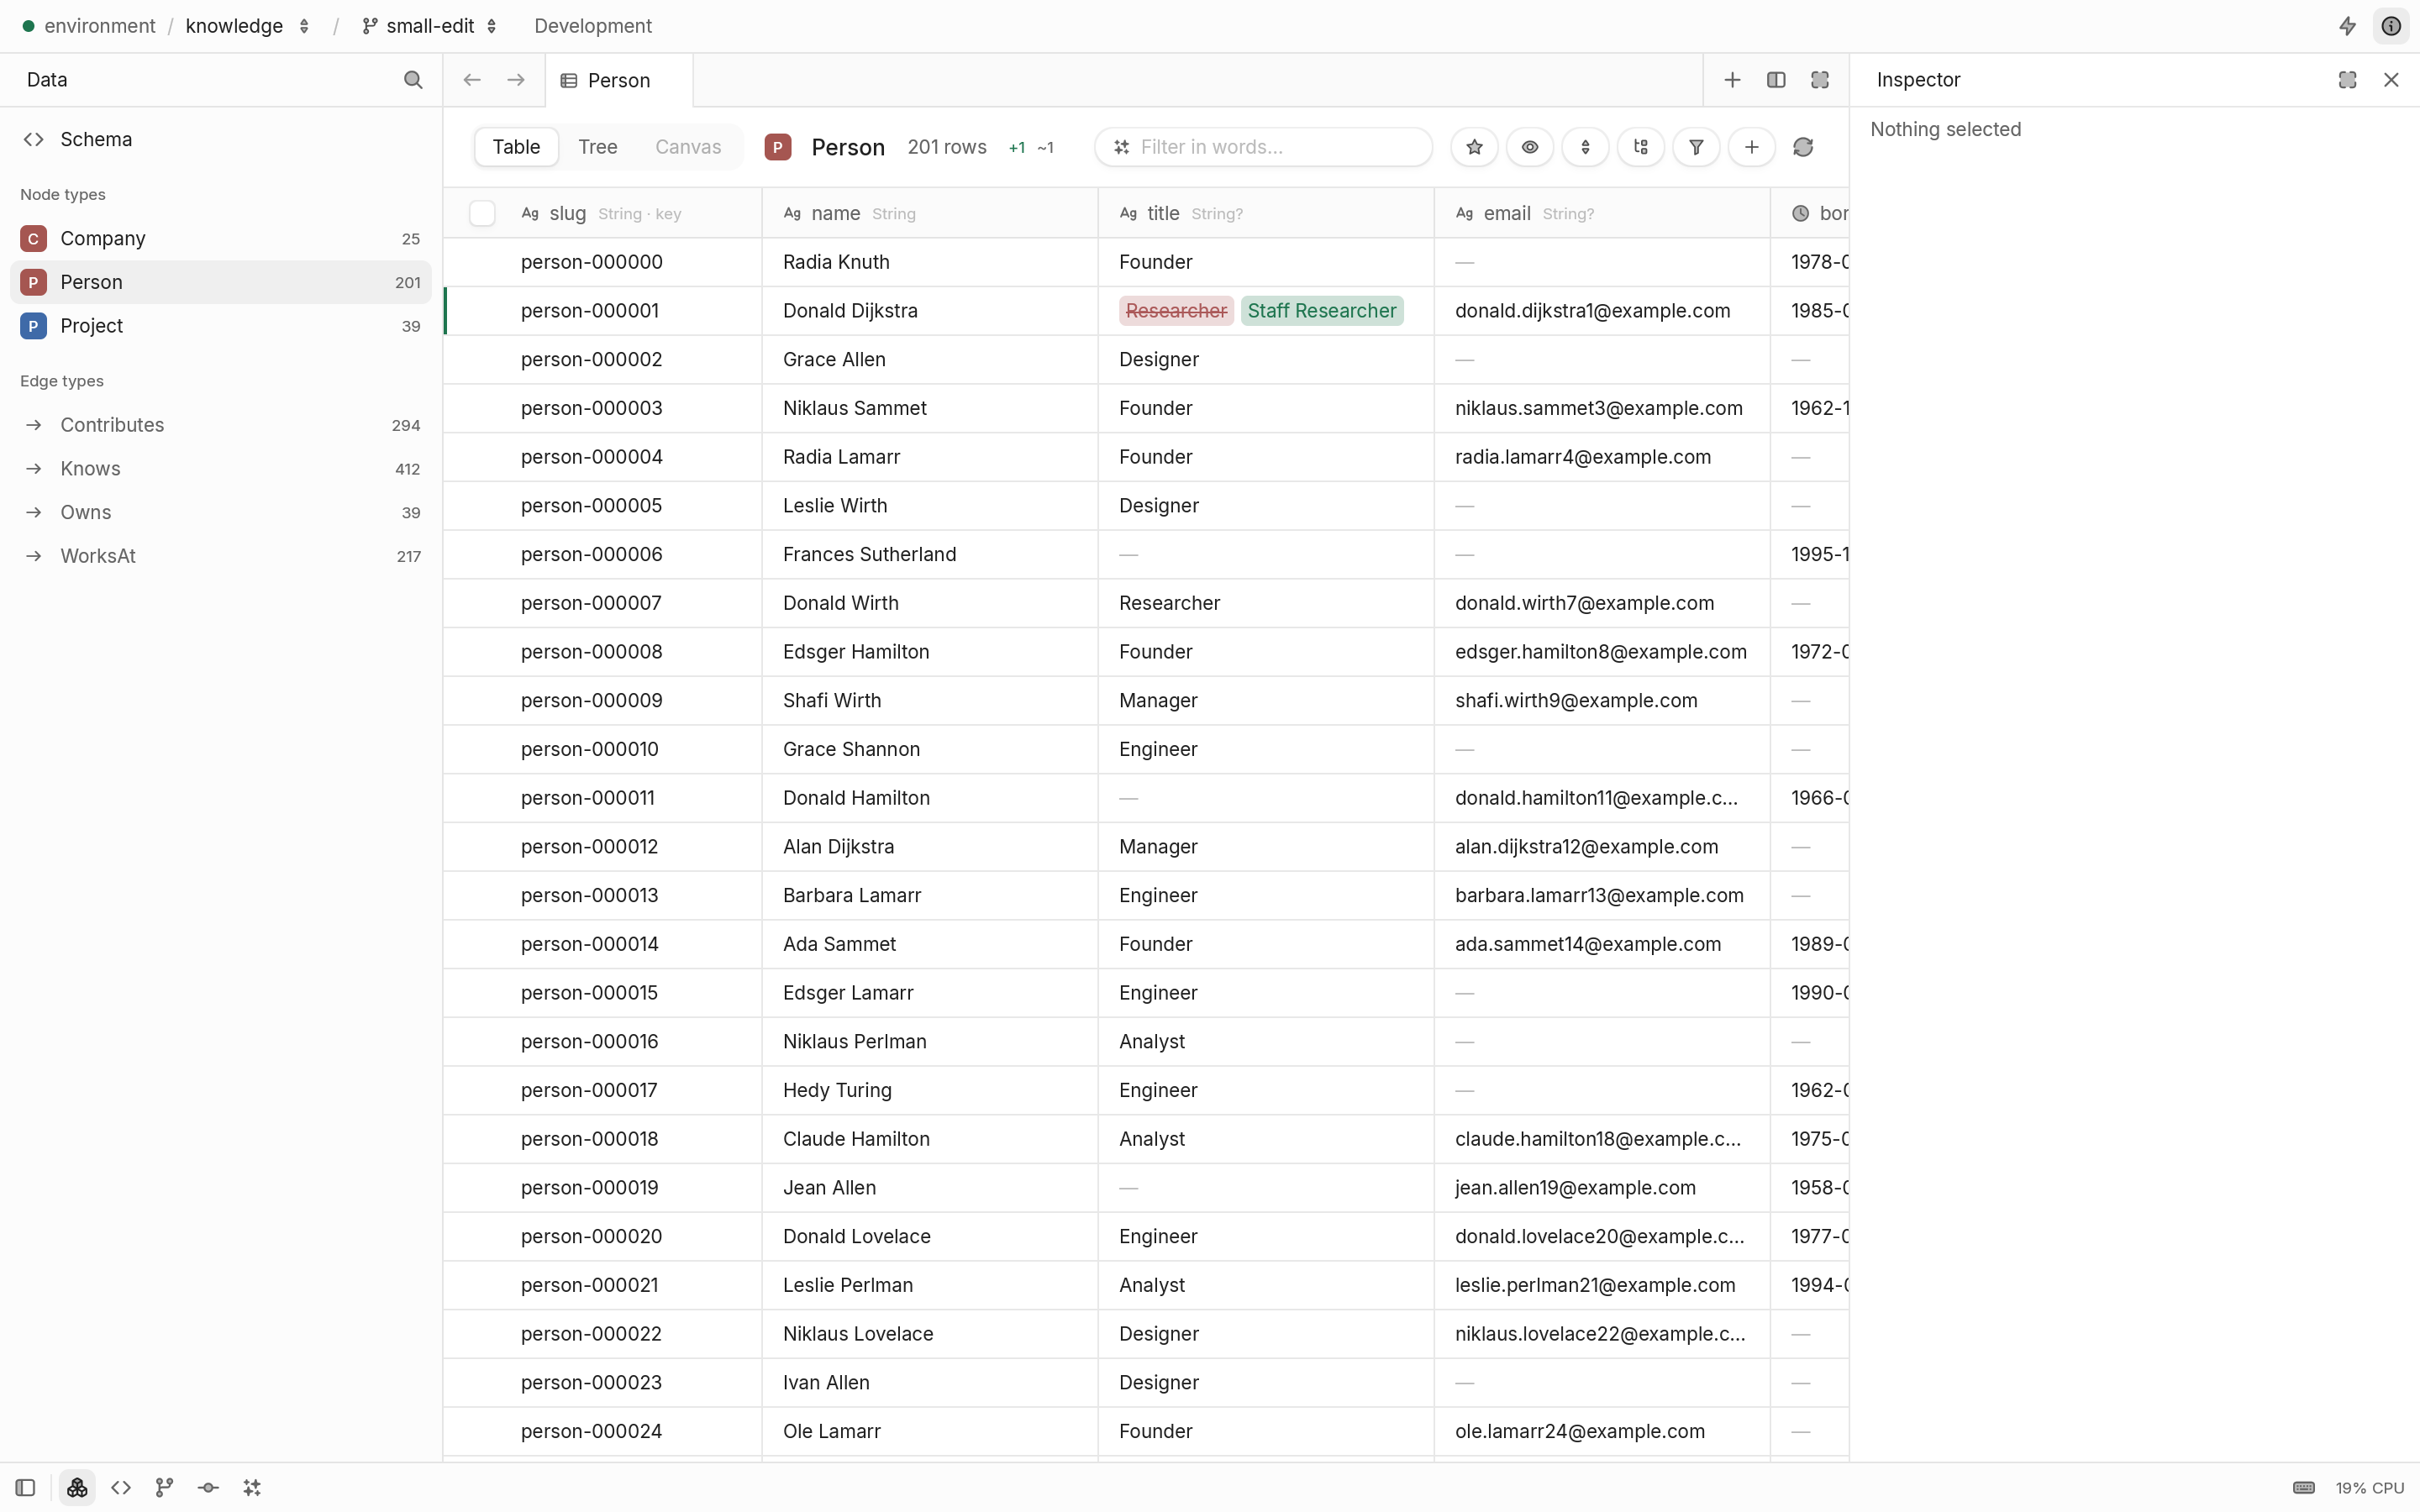 environment / knowledge / small-edit Development
Data
Person
Inspector
Schema
Table Tree Canvas P Person 201 rows +1 ~1 Filter in words...
Nothing selected
Node types
C Company 25
P Person 201
P Project 39
Edge types
Contributes 294
Knows 412
Owns 39
WorksAt 217
Ag slug String · key Ag name String Ag title String? Ag email String? bor
person-000000 Radia Knuth Founder — 1978-0
person-000001 Donald Dijkstra Researcher Staff Researcher donald.dijkstra1@example.com 1985-0
person-000002 Grace Allen Designer — —
person-000003 Niklaus Sammet Founder niklaus.sammet3@example.com 1962-1
person-000004 Radia Lamarr Founder radia.lamarr4@example.com —
person-000005 Leslie Wirth Designer — —
person-000006 Frances Sutherland — — 1995-1
person-000007 Donald Wirth Researcher donald.wirth7@example.com —
person-000008 Edsger Hamilton Founder edsger.hamilton8@example.com 1972-0
person-000009 Shafi Wirth Manager shafi.wirth9@example.com —
person-000010 Grace Shannon Engineer — —
person-000011 Donald Hamilton — donald.hamilton11@example.c... 1966-0
person-000012 Alan Dijkstra Manager alan.dijkstra12@example.com —
person-000013 Barbara Lamarr Engineer barbara.lamarr13@example.com —
person-000014 Ada Sammet Founder ada.sammet14@example.com 1989-0
person-000015 Edsger Lamarr Engineer — 1990-0
person-000016 Niklaus Perlman Analyst — —
person-000017 Hedy Turing Engineer — 1962-0
person-000018 Claude Hamilton Analyst claude.hamilton18@example.c... 1975-0
person-000019 Jean Allen — jean.allen19@example.com 1958-0
person-000020 Donald Lovelace Engineer donald.lovelace20@example.c... 1977-0
person-000021 Leslie Perlman Analyst leslie.perlman21@example.com 1994-0
person-000022 Niklaus Lovelace Designer niklaus.lovelace22@example.c... —
person-000023 Ivan Allen Designer — —
person-000024 Ole Lamarr Founder ole.lamarr24@example.com —
19% CPU